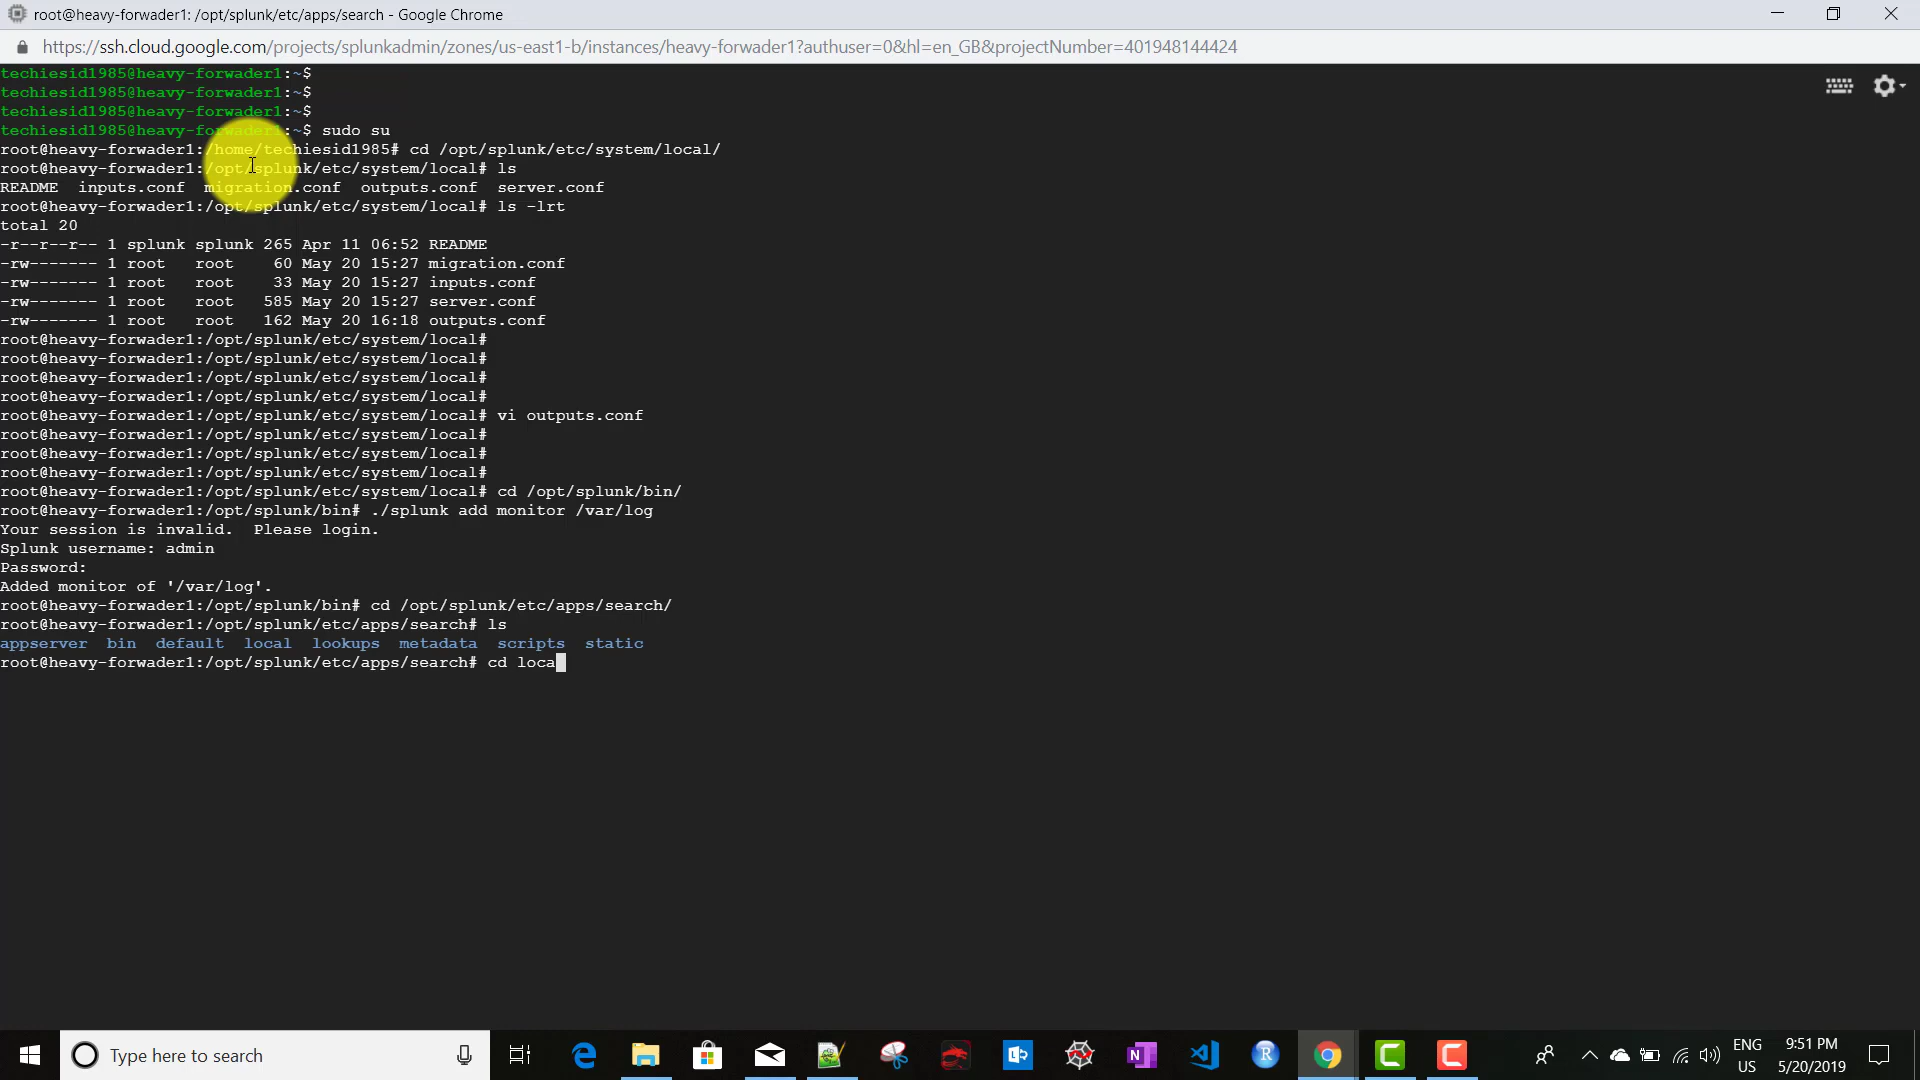 root@heavy-forwader1: /opt/splunk/etc/apps/search - Google Chrome
https://ssh.cloud.google.com/projects/splunkadmin/zones/us-east1-b/instances/heavy-forwader1?authuser=0&hl=en_GB&projectNumber=401948144424
techiesid1985@heavy-forwader1:~$
techiesid1985@heavy-forwader1:~$
techiesid1985@heavy-forwader1:~$
techiesid1985@heavy-forwader1:~$ sudo su
root@heavy-forwader1:/home/techiesid1985# cd /opt/splunk/etc/system/local/
root@heavy-forwader1:/opt/splunk/etc/system/local# ls
README  inputs.conf  migration.conf  outputs.conf  server.conf
root@heavy-forwader1:/opt/splunk/etc/system/local# ls -lrt
total 20
-r--r--r-- 1 splunk splunk 265 Apr 11 06:52 README
-rw------- 1 root   root    60 May 20 15:27 migration.conf
-rw------- 1 root   root    33 May 20 15:27 inputs.conf
-rw------- 1 root   root   585 May 20 15:27 server.conf
-rw------- 1 root   root   162 May 20 16:18 outputs.conf
root@heavy-forwader1:/opt/splunk/etc/system/local#
root@heavy-forwader1:/opt/splunk/etc/system/local#
root@heavy-forwader1:/opt/splunk/etc/system/local#
root@heavy-forwader1:/opt/splunk/etc/system/local#
root@heavy-forwader1:/opt/splunk/etc/system/local# vi outputs.conf
root@heavy-forwader1:/opt/splunk/etc/system/local#
root@heavy-forwader1:/opt/splunk/etc/system/local#
root@heavy-forwader1:/opt/splunk/etc/system/local#
root@heavy-forwader1:/opt/splunk/etc/system/local# cd /opt/splunk/bin/
root@heavy-forwader1:/opt/splunk/bin# ./splunk add monitor /var/log
Your session is invalid.  Please login.
Splunk username: admin
Password:
Added monitor of '/var/log'.
root@heavy-forwader1:/opt/splunk/bin# cd /opt/splunk/etc/apps/search/
root@heavy-forwader1:/opt/splunk/etc/apps/search# ls
appserver  bin  default  local  lookups  metadata  scripts  static
root@heavy-forwader1:/opt/splunk/etc/apps/search# cd loca
Type here to search
ENG
US
9:51 PM
5/20/2019